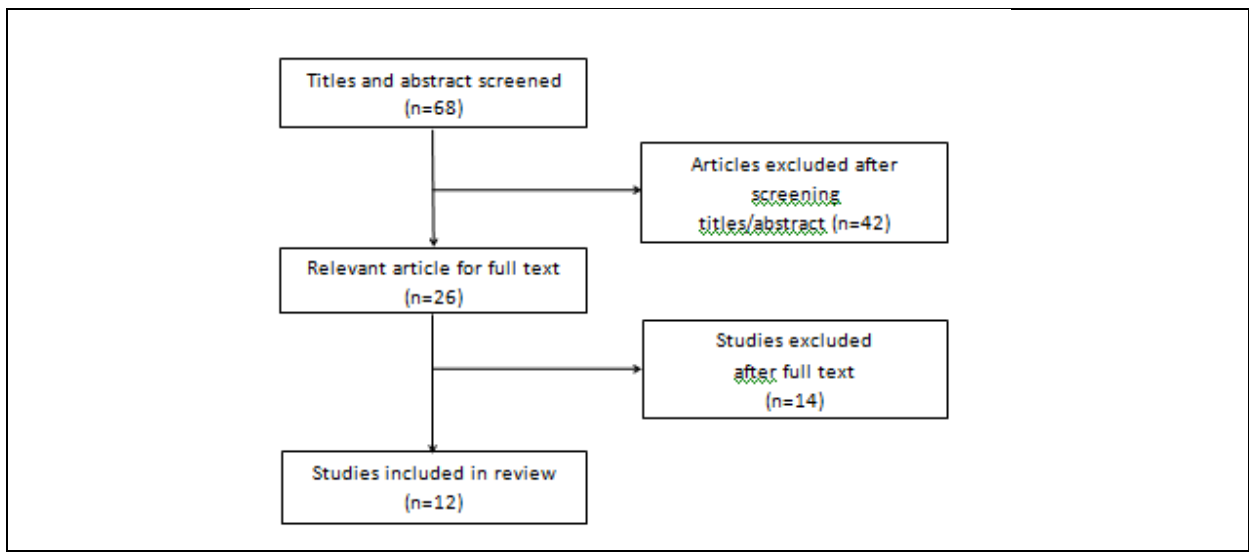 Titles and abstract screened
(n=68)
Articles excluded after
screening
titles/abstract (n=42)
Relevant article for full text
(n=26)
Studies excluded
after full text
(n=14)
Studies included in review
(n=12)